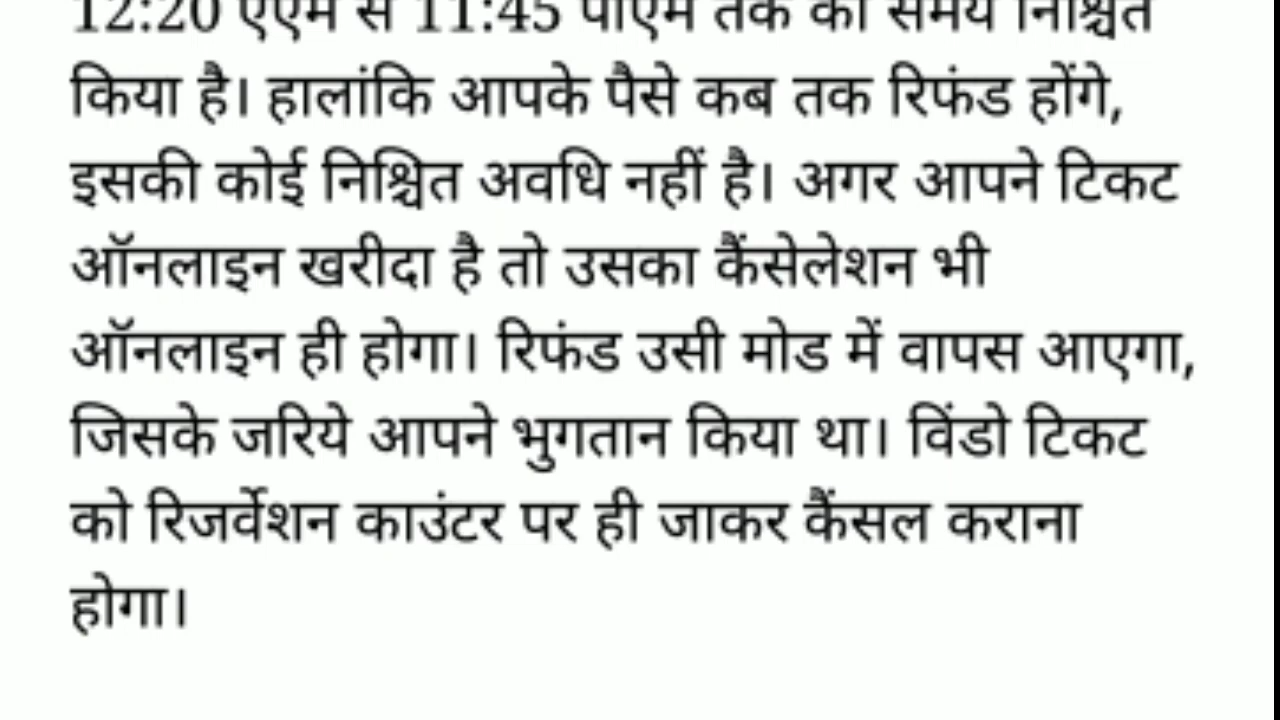 12:20 एएम से 11:45 पीएम तक का समय निश्चित
किया है। हालांकि आपके पैसे कब तक रिफंड होंगे,
इसकी कोई निश्चित अवधि नहीं है। अगर आपने टिकट
ऑनलाइन खरीदा है तो उसका कैंसेलेशन भी
ऑनलाइन ही होगा। रिफंड उसी मोड में वापस आएगा,
जिसके जरिये आपने भुगतान किया था। विंडो टिकट
को रिजर्वेशन काउंटर पर ही जाकर कैंसल कराना
होगा।